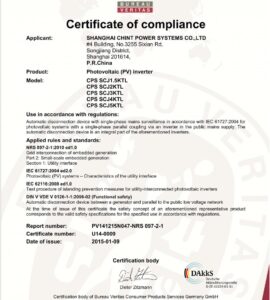 BUREAU
VERITAS
Certificate of compliance
Applicant: SHANGHAI CHINT POWER SYSTEMS CO.,LTD
#4 Building, No.3255 Sixian Rd.
Songjiang District,
Shanghai 201614,
P.R.China
Product: Photovoltaic (PV) Inverter
CPS SCJ1.5KTL
CPS SCJ2KTL
CPS SCJ3KTL
CPS SCJ4KTL
CPS SCJ5KTL
Use in accordance with regulations:
Automatic disconnection device with single-phase mains surveillance in accordance with IEC 61727:2004 for
photovoltaic systems with a single-phase parallel coupling via an inverter in the public mains supply. The
automatic disconnection device is an integral part of the aforementioned inverter.
Applied rules and standards:
NRS 097-2-1:2010 ed1.0
Grid interconnection of embedded generation
Part 2: Small-scale embedded generation
Section 1: Utility interface
IEC 61727:2004 ed2.0
Photovoltaic (PV) systems – Characteristics of the utility interface
IEC 62116:2008 ed1.0
Test procedure of islanding prevention measures for utility-interconnected photovoltaic inverters
DIN V VDE V 0126-1-1:2006-02 (Functional safety)
Automatic disconnection device between a generator and parallel to the public low voltage network
At the time of issue of this certificate the safety concept of an aforementioned representative product
corresponds to the valid safety specifications for the specified use in accordance with regulations.
Report number: PV141215N047-NRS 097-2-1
Certificate number: U14-0009
Date of issue: 2015-01-09
Certification body
Dieter Zitzmann
DAkkS
Deutsche
Akkreditierungsstelle
Certification body of Bureau Veritas Consumer Products Services Germany GmbH